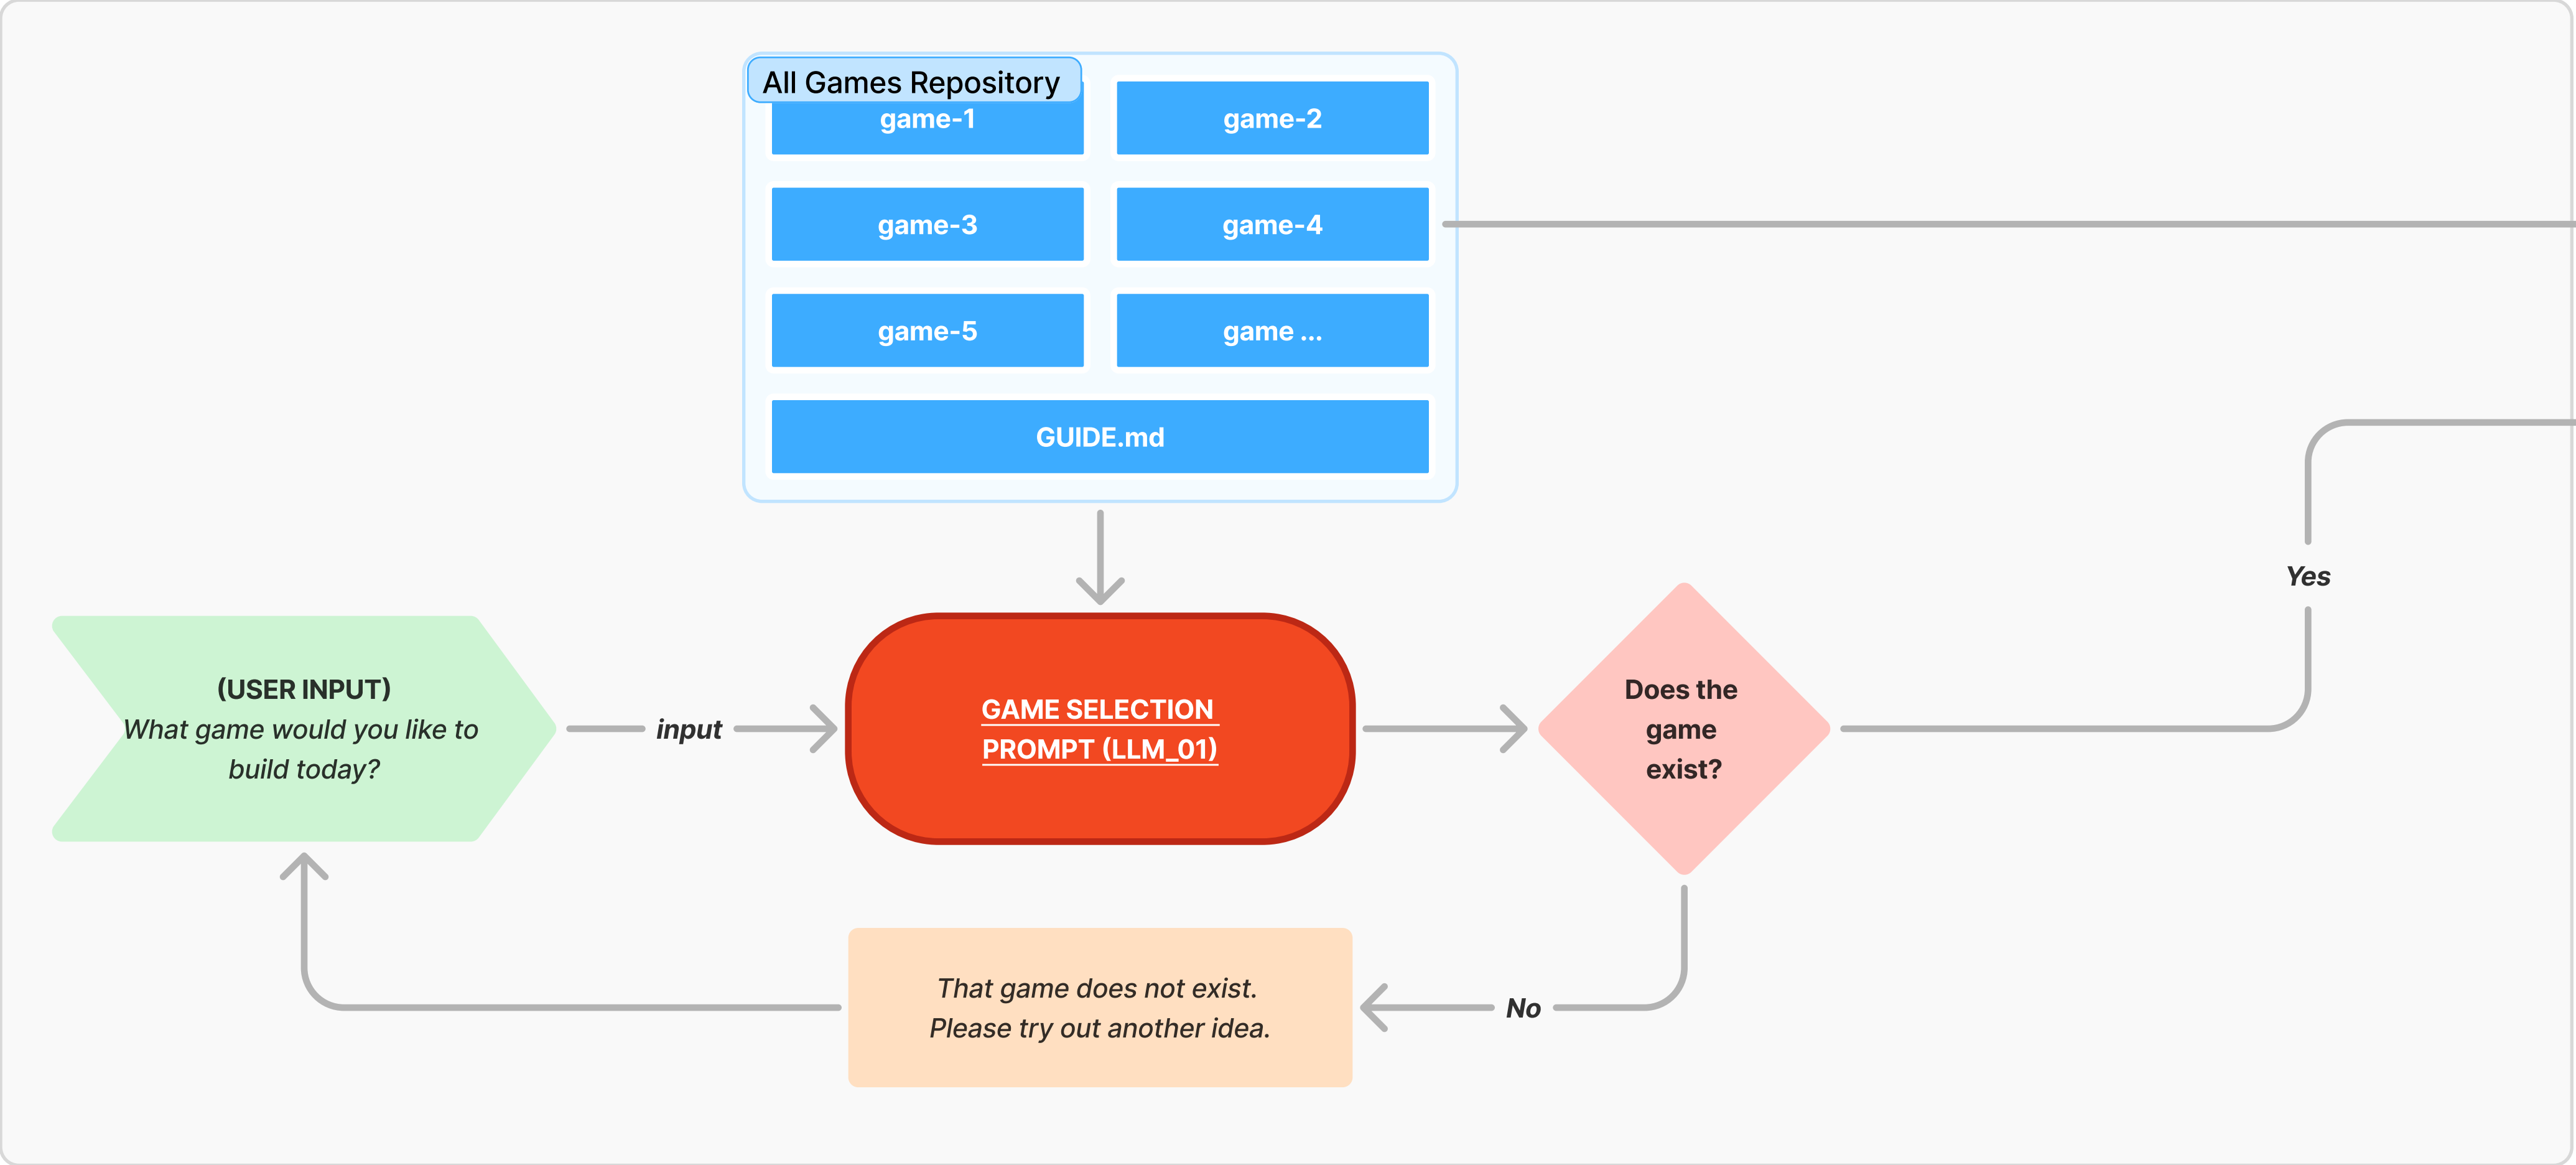 All Games Repository
game-1
game-2
game-3
game-4
game-5
game ...
GUIDE.md
Yes
(USER INPUT)
What game would you like to
build today?
input
GAME SELECTION
PROMPT (LLM_01)
Does the
game
exist?
That game does not exist.
Please try out another idea.
No